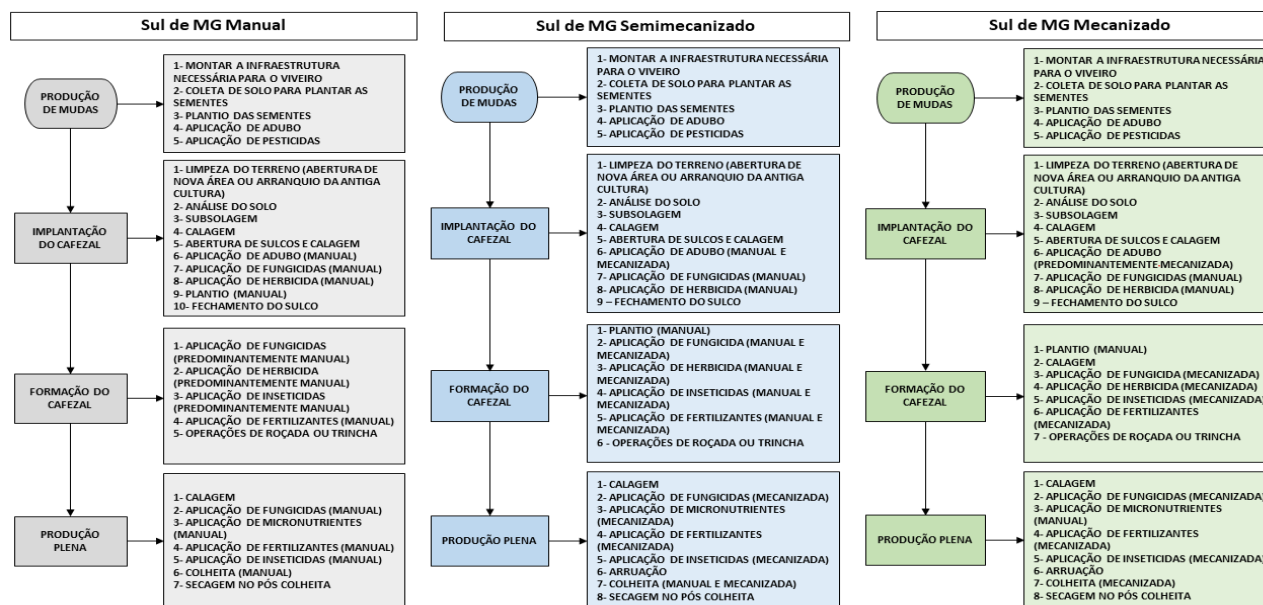 Sul de MG Manual
PRODUÇÃO
DE MUDAS
1- MONTAR A INFRAESTRUTURA
NECESSÁRIA PARA O VIVEIRO
2- COLETA DE SOLO PARA PLANTAR AS
SEMENTES
3- PLANTIO DAS SEMENTES
4- APLICAÇÃO DE ADUBO
5- APLICAÇÃO DE PESTICIDAS
IMPLANTAÇÃO
DO CAFEZAL
1- LIMPEZA DO TERRENO (ABERTURA DE
NOVA ÁREA OU ARRANQUIO DA ANTIGA
CULTURA)
2- ANÁLISE DO SOLO
3- SUBSOLAGEM
4- CALAGEM
5- ABERTURA DE SULCOS E CALAGEM
6- APLICAÇÃO DE ADUBO (MANUAL)
7- APLICAÇÃO DE FUNGICIDAS (MANUAL)
8- APLICAÇÃO DE HERBICIDA (MANUAL)
9- PLANTIO (MANUAL)
10- FECHAMENTO DO SULCO
FORMAÇÃO DO
CAFEZAL
1- APLICAÇÃO DE FUNGICIDAS
(PREDOMINANTEMENTE MANUAL)
2- APLICAÇÃO DE HERBICIDA
(PREDOMINANTEMENTE MANUAL)
3- APLICAÇÃO DE INSETICIDAS
(PREDOMINANTEMENTE MANUAL)
4- APLICAÇÃO DE FERTILIZANTES (MANUAL)
5- OPERAÇÕES DE ROÇADA OU TRINCHA
PRODUÇÃO
PLENA
1- CALAGEM
2- APLICAÇÃO DE FUNGICIDAS (MANUAL)
3- APLICAÇÃO DE MICRONUTRIENTES
(MANUAL)
4- APLICAÇÃO DE FERTILIZANTES (MANUAL)
5- APLICAÇÃO DE INSETICIDAS (MANUAL)
6- COLHEITA (MANUAL)
7- SECAGEM NO PÓS COLHEITA
Sul de MG Semimecanizado
PRODUÇÃO
DE MUDAS
1- MONTAR A INFRAESTRUTURA NECESSÁRIA
PARA O VIVEIRO
2- COLETA DE SOLO PARA PLANTAR AS
SEMENTES
3- PLANTIO DAS SEMENTES
4- APLICAÇÃO DE ADUBO
5- APLICAÇÃO DE PESTICIDAS
IMPLANTAÇÃO DO
CAFEZAL
1- LIMPEZA DO TERRENO (ABERTURA DE
NOVA ÁREA OU ARRANQUIO DA ANTIGA
CULTURA)
2- ANÁLISE DO SOLO
3- SUBSOLAGEM
4- CALAGEM
5- ABERTURA DE SULCOS E CALAGEM
6- APLICAÇÃO DE ADUBO (MANUAL E
MECANIZADA)
7- APLICAÇÃO DE FUNGICIDAS (MANUAL)
8- APLICAÇÃO DE HERBICIDA (MANUAL)
9 – FECHAMENTO DO SULCO
FORMAÇÃO DO
CAFEZAL
1- PLANTIO (MANUAL)
2- APLICAÇÃO DE FUNGICIDA (MANUAL E
MECANIZADA)
3- APLICAÇÃO DE HERBICIDA (MANUAL E
MECANIZADA)
4- APLICAÇÃO DE INSETICIDAS (MANUAL E
MECANIZADA)
5- APLICAÇÃO DE FERTILIZANTES (MANUAL E
MECANIZADA)
6 - OPERAÇÕES DE ROÇADA OU TRINCHA
PRODUÇÃO PLENA
1- CALAGEM
2- APLICAÇÃO DE FUNGICIDAS (MECANIZADA)
3- APLICAÇÃO DE MICRONUTRIENTES
(MECANIZADA)
4- APLICAÇÃO DE FERTILIZANTES
(MECANIZADA)
5- APLICAÇÃO DE INSETICIDAS (MECANIZADA)
6- ARRUAÇÃO
7- COLHEITA (MANUAL E MECANIZADA)
8- SECAGEM NO PÓS COLHEITA
Sul de MG Mecanizado
PRODUÇÃO
DE MUDAS
1- MONTAR A INFRAESTRUTURA NECESSÁRIA
PARA O VIVEIRO
2- COLETA DE SOLO PARA PLANTAR AS
SEMENTES
3- PLANTIO DAS SEMENTES
4- APLICAÇÃO DE ADUBO
5- APLICAÇÃO DE PESTICIDAS
IMPLANTAÇÃO DO
CAFEZAL
1- LIMPEZA DO TERRENO (ABERTURA DE
NOVA ÁREA OU ARRANQUIO DA ANTIGA
CULTURA)
2- ANÁLISE DO SOLO
3- SUBSOLAGEM
4- CALAGEM
5- ABERTURA DE SULCOS E CALAGEM
6- APLICAÇÃO DE ADUBO
(PREDOMINANTEMENTE MECANIZADA)
7- APLICAÇÃO DE FUNGICIDAS (MANUAL)
8- APLICAÇÃO DE HERBICIDA (MANUAL)
9 – FECHAMENTO DO SULCO
FORMAÇÃO DO
CAFEZAL
1- PLANTIO (MANUAL)
2- CALAGEM
3- APLICAÇÃO DE FUNGICIDA (MECANIZADA)
4- APLICAÇÃO DE HERBICIDA (MECANIZADA)
5- APLICAÇÃO DE INSETICIDAS (MECANIZADA)
6- APLICAÇÃO DE FERTILIZANTES
(MECANIZADA)
7 - OPERAÇÕES DE ROÇADA OU TRINCHA
PRODUÇÃO PLENA
1- CALAGEM
2- APLICAÇÃO DE FUNGICIDAS (MECANIZADA)
3- APLICAÇÃO DE MICRONUTRIENTES
(MANUAL)
4- APLICAÇÃO DE FERTILIZANTES
(MECANIZADA)
5- APLICAÇÃO DE INSETICIDAS (MECANIZADA)
6- ARRUAÇÃO
7- COLHEITA (MECANIZADA)
8- SECAGEM NO PÓS COLHEITA